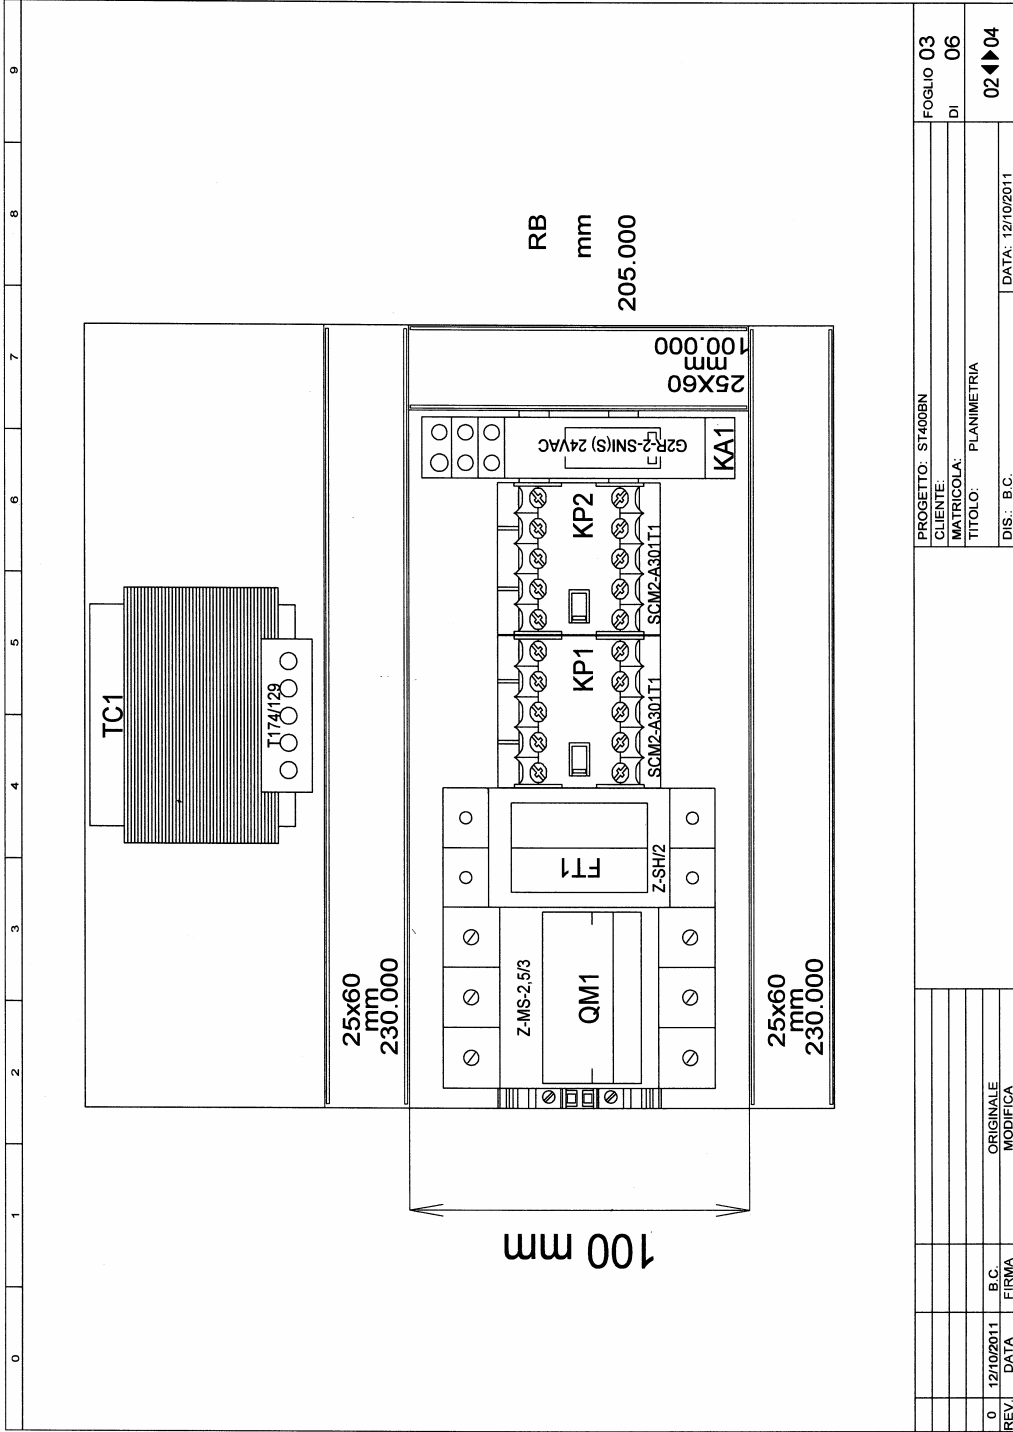 0 1 2 3 4 5 6 7 8 9
TC1
T174/129
25x60
mm
230.000
100 mm
Z-MS-2,5/3
QM1
FT1
Z-SH/2
KP1
SCM2-A301T1
KP2
SCM2-A301T1
G2R-2-SNI(S) 24VAC
KA1
25X60
mm
100.000
RB
mm
205.000
25x60
mm
230.000
0 12/10/2011 B.C. ORIGINALE
REV. DATA FIRMA MODIFICA
PROGETTO: ST400BN
CLIENTE:
MATRICOLA:
TITOLO: PLANIMETRIA
DIS.: B.C. DATA: 12/10/2011
FOGLIO 03
DI 06
02◀▶04